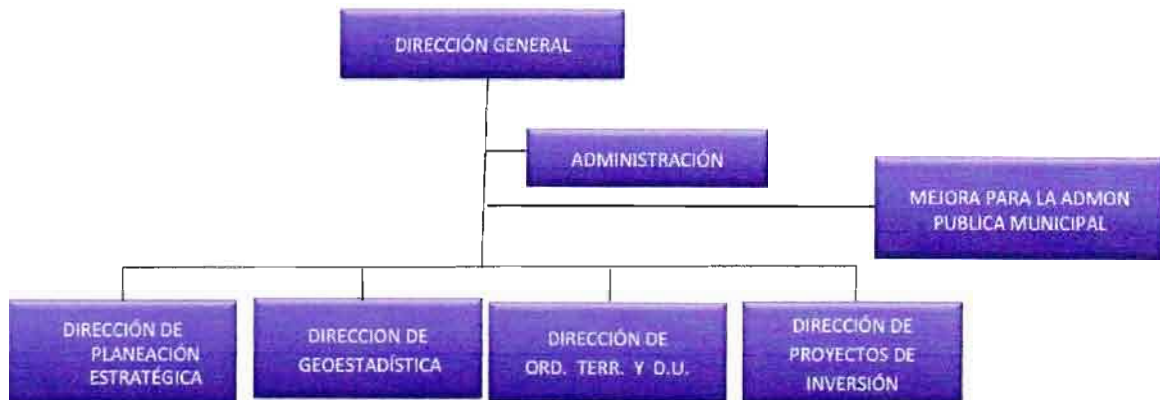 DIRECCIÓN GENERAL
ADMINISTRACIÓN
MEJORA PARA LA ADMON
PUBLICA MUNICIPAL
DIRECCIÓN DE
PLANEACIÓN
ESTRATÉGICA
DIRECCION DE
GEOESTADÍSTICA
DIRECCIÓN DE
ORD. TERR. Y D.U.
DIRECCIÓN DE
PROYECTOS DE
INVERSIÓN